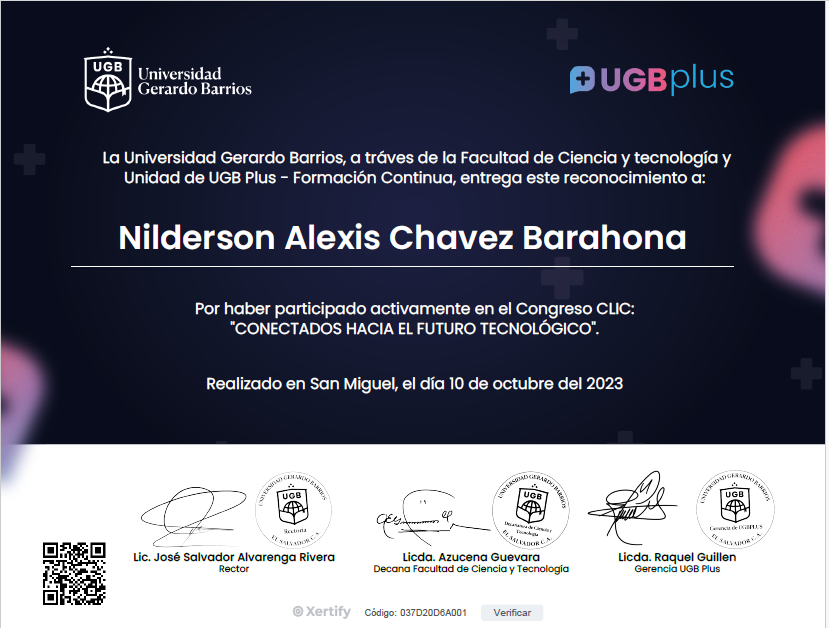 UGB
Universidad
Gerardo Barrios
UGBplus
La Universidad Gerardo Barrios, a tráves de la Facultad de Ciencia y tecnología y
Unidad de UGB Plus - Formación Continua, entrega este reconocimiento a:
Nilderson Alexis Chavez Barahona
Por haber participado activamente en el Congreso CLIC:
"CONECTADOS HACIA EL FUTURO TECNOLÓGICO".
Realizado en San Miguel, el día 10 de octubre del 2023
UNIVERSIDAD GERARDO BARRIOS
UGB
Rectoría
EL SALVADOR C.A.
UNIVERSIDAD GERARDO BARRIOS
UGB
Decanatura de Ciencia y
Tecnología
EL SALVADOR, C.A.
UNIVERSIDAD GERARDO BARRIOS
UGB
Gerencia de UGBPLUS
EL SALVADOR, C.A.
Lic. José Salvador Alvarenga Rivera
Rector
Licda. Azucena Guevara
Decana Facultad de Ciencia y Tecnología
Licda. Raquel Guillen
Gerencia UGB Plus
Xertify
Código: 037D20D6A001
Verificar